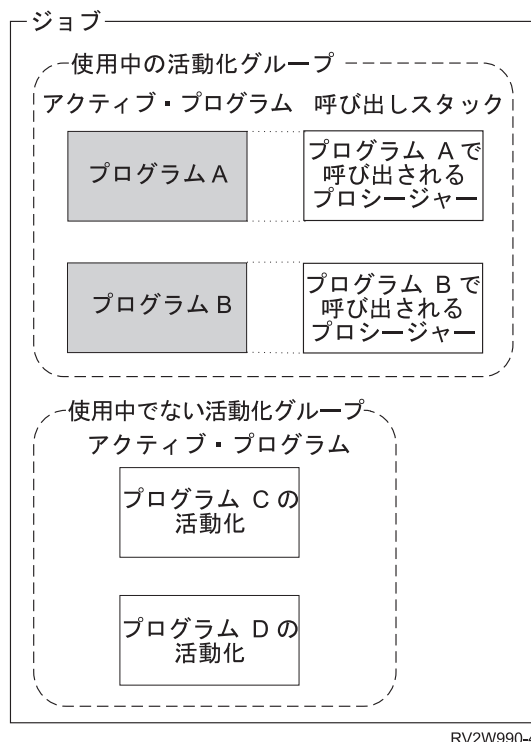 ジョブ
使用中の活動化グループ
アクティブ・プログラム 呼び出しスタック
プログラム A
プログラム A で
呼び出される
プロシージャー
プログラム B
プログラム B で
呼び出される
プロシージャー
使用中でない活動化グループ
アクティブ・プログラム
プログラム C の
活動化
プログラム D の
活動化
RV2W990-4